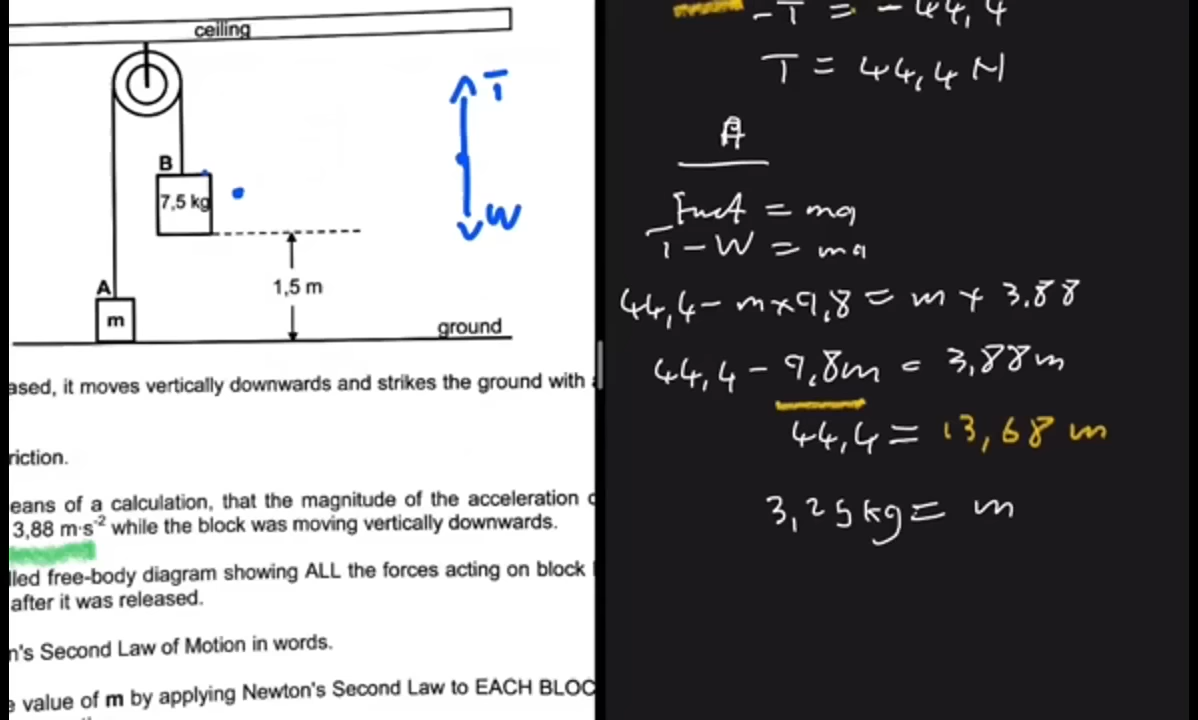 ceiling
T
B
7,5 kg
W
A
1,5 m
m
ground
ased, it moves vertically downwards and strikes the ground with
riction.
eans of a calculation, that the magnitude of the acceleration
3,88 m·s-2 while the block was moving vertically downwards.
lled free-body diagram showing ALL the forces acting on block
after it was released.
n's Second Law of Motion in words.
e value of m by applying Newton's Second Law to EACH BLOC
-T = -44,4
T = 44,4 N
A
= ma
T - W = ma
44,4 - m×9,8 = m × 3.88
44,4 - 9,8m = 3,88m
44,4 = 13,68 m
3,25kg = m